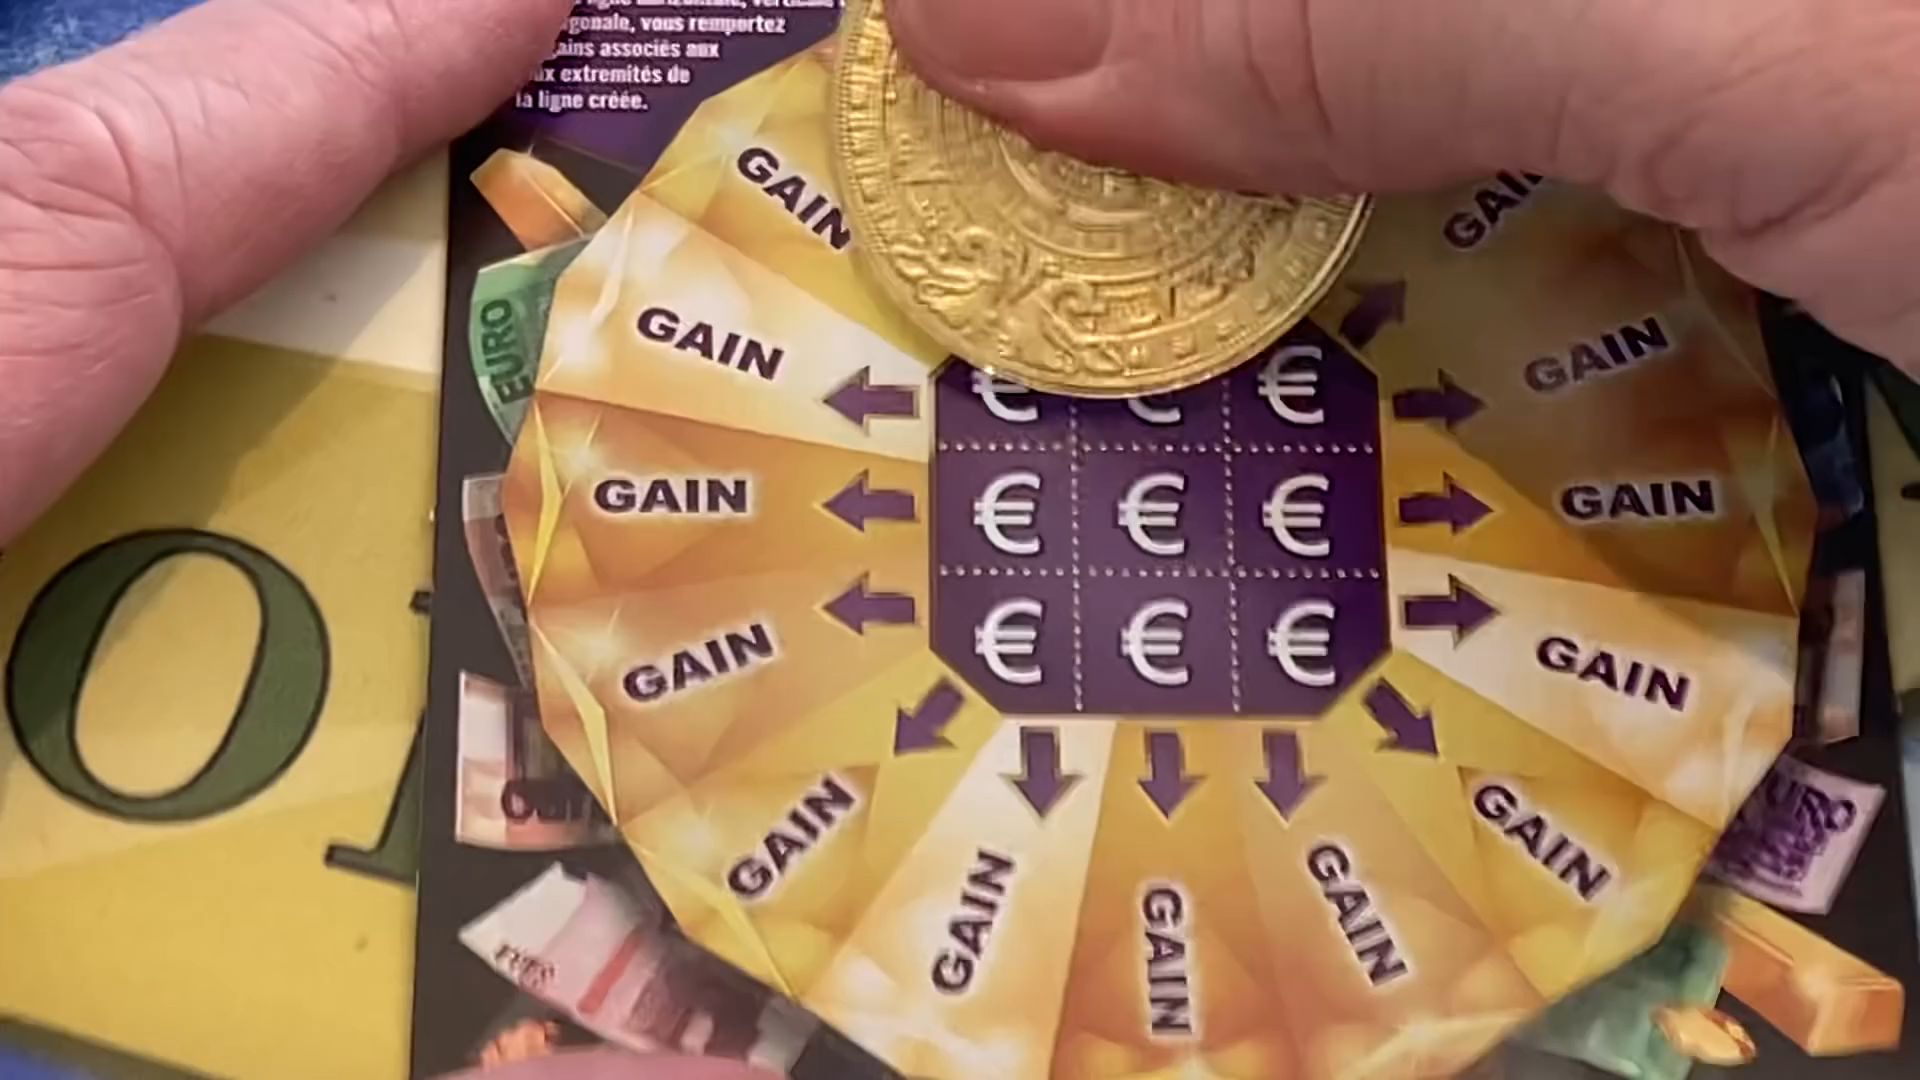 gonale, vous remportez
ains associés aux
ux extremités de
la ligne créée.
GAIN
GAIN
GAIN
GAIN
GAIN
GAIN
GAIN
GAIN
GAIN
GAIN
GAIN
GAIN
GAIN
€ € €
€ € €
€ € €
EURO
URO
O